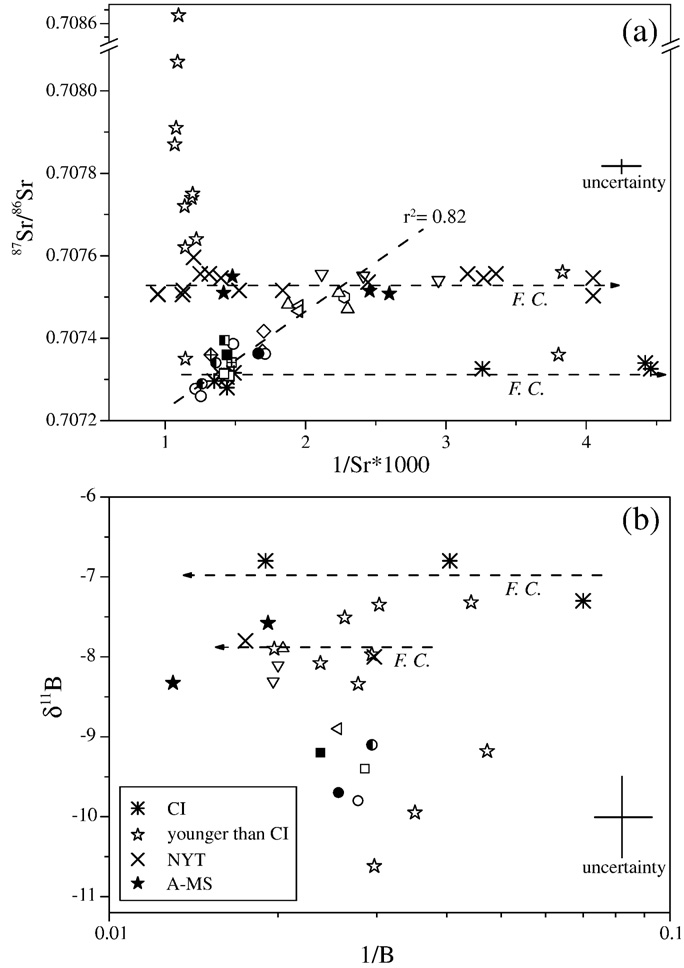 (a)
0.7086
0.7080
0.7078
0.7076
0.7074
0.7072
⁸⁷Sr/⁸⁶Sr
uncertainty
r²= 0.82
F. C.
F. C.
1 2 3 4
1/Sr*1000
(b)
-6
-7
-8
-9
-10
-11
δ¹¹B
F. C.
F. C.
CI
younger than CI
NYT
A-MS
uncertainty
0.01 0.1
1/B